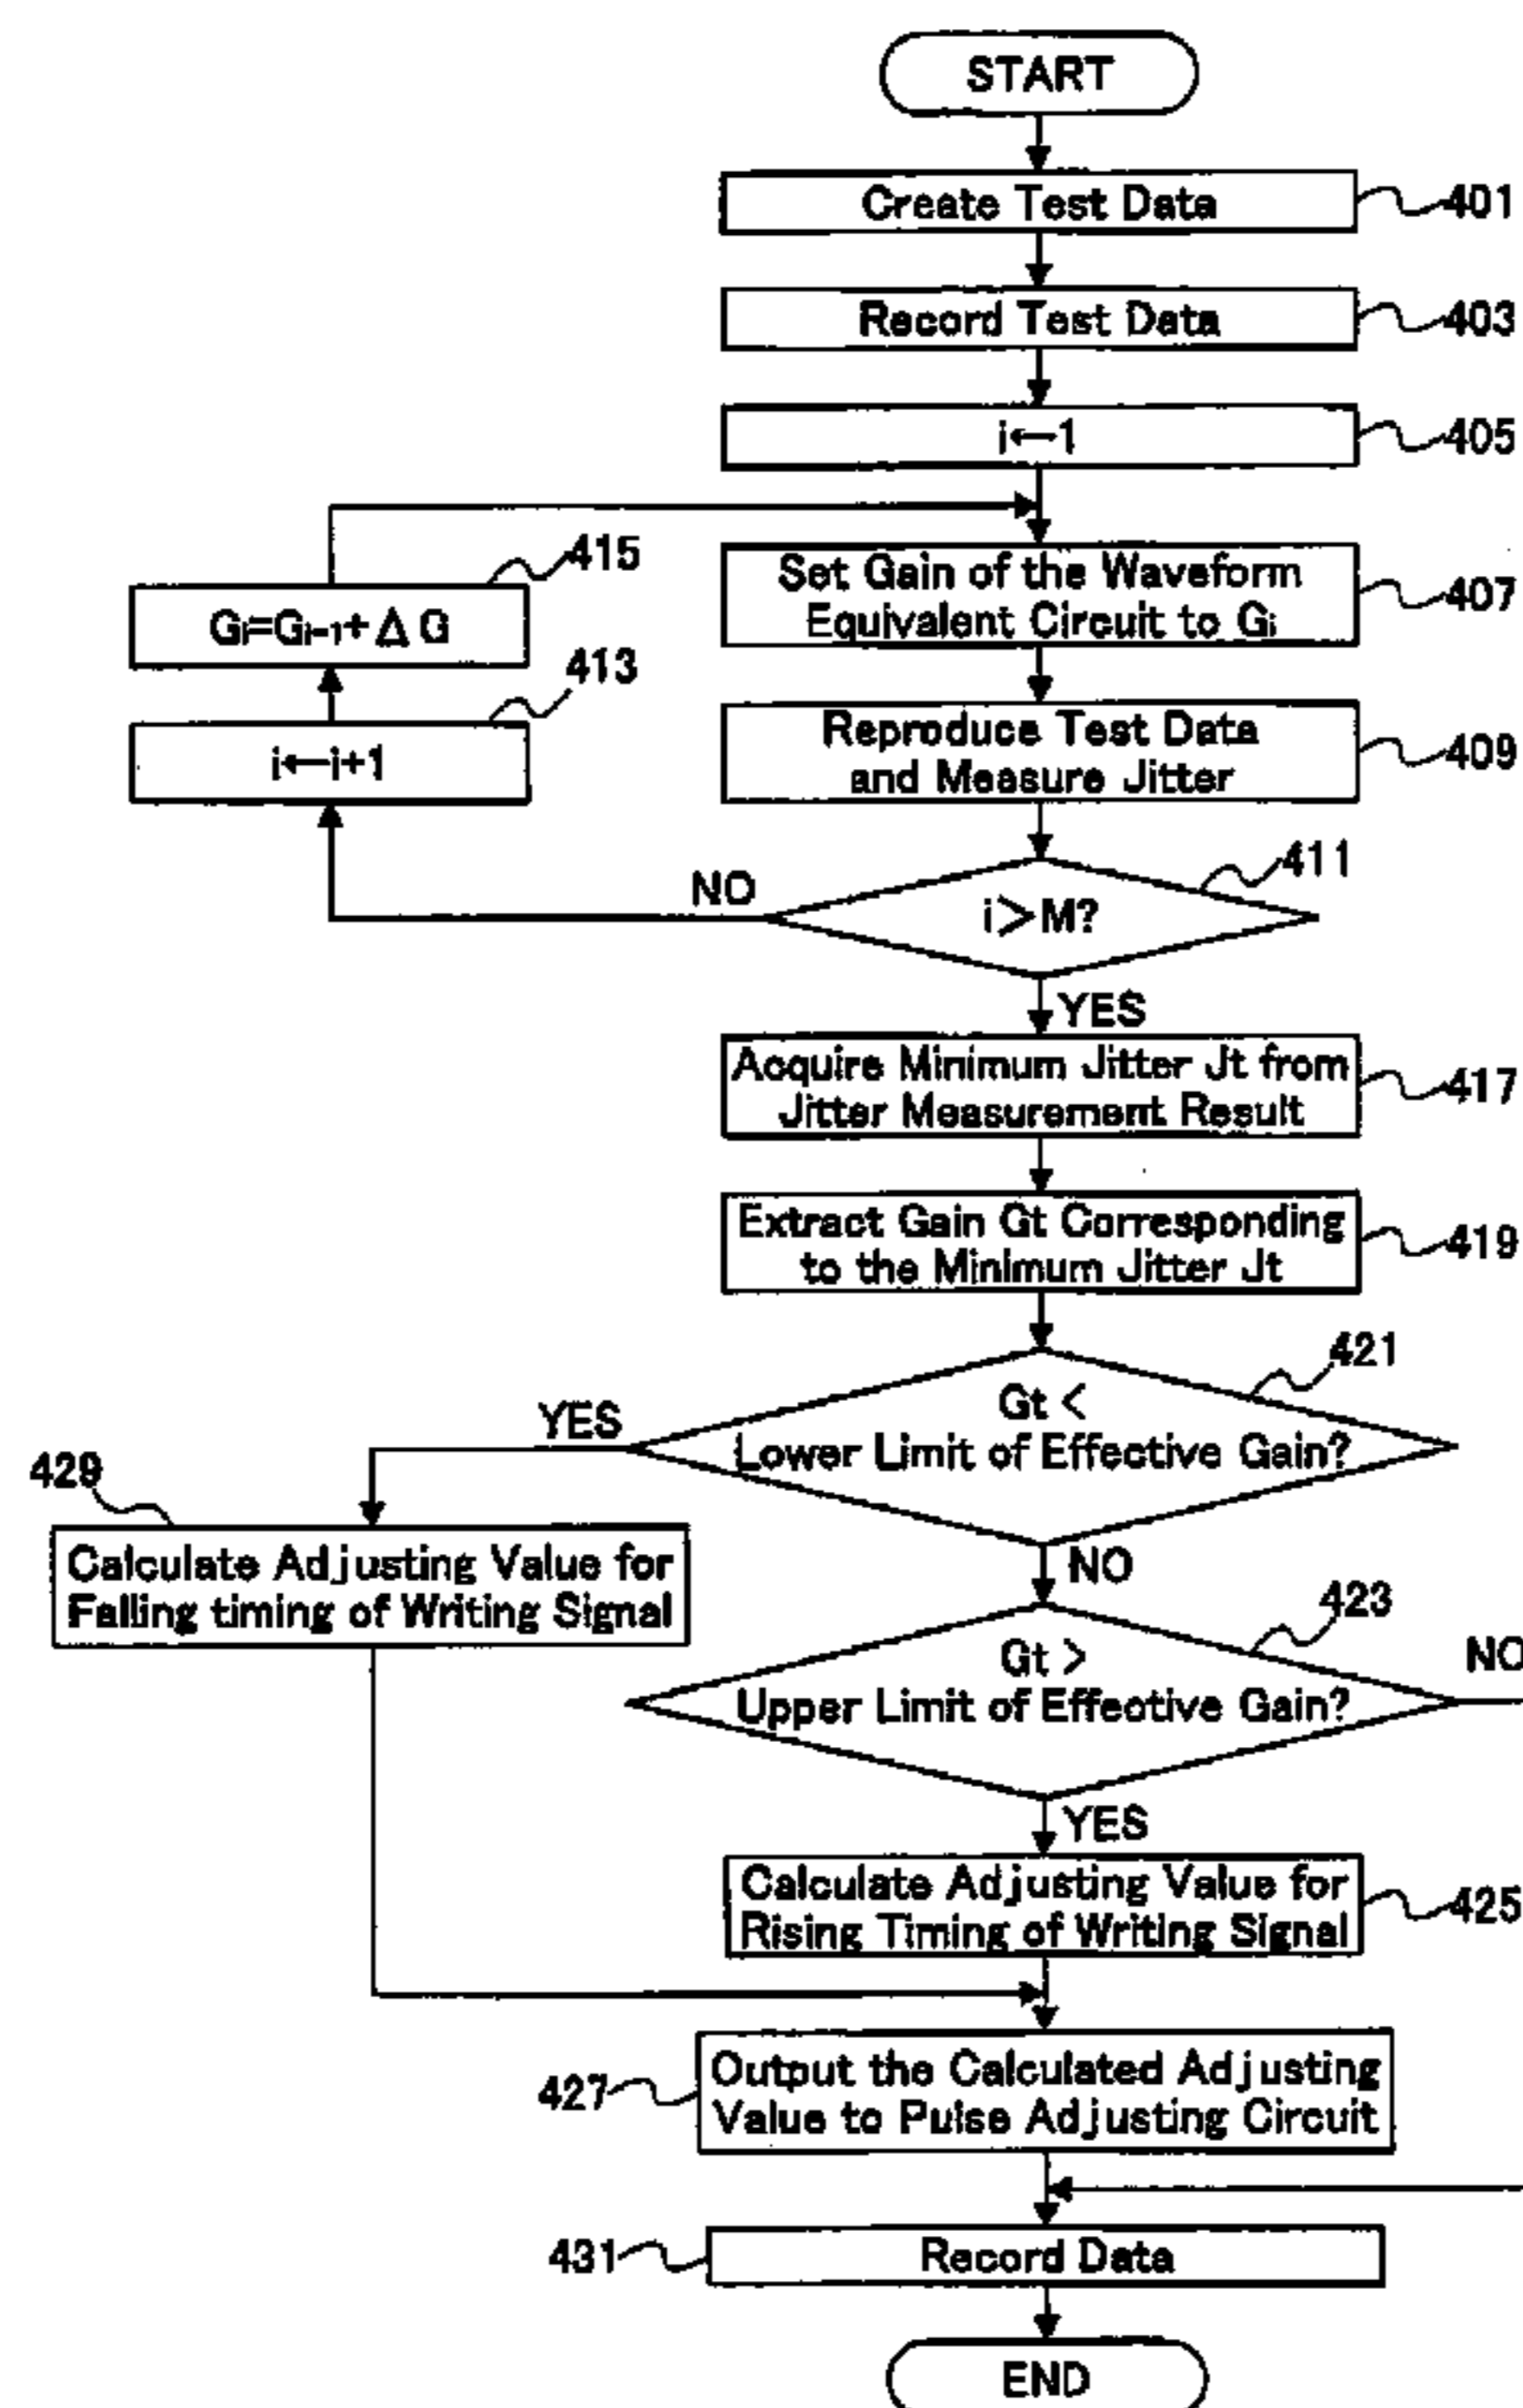 START
Create Test Data
401
Record Test Data
403
i←1
405
415
Gi=Gi-1+ΔG
Set Gain of the Waveform
Equivalent Circuit to Gi
407
413
i←i+1
Reproduce Test Data
and Measure Jitter
409
411
NO
i>M?
YES
Acquire Minimum Jitter Jt from
Jitter Measurement Result
417
Extract Gain Gt Corresponding
to the Minimum Jitter Jt
419
421
Gt <
Lower Limit of Effective Gain?
YES
429
Calculate Adjusting Value for
Falling timing of Writing Signal
NO
423
Gt >
Upper Limit of Effective Gain?
NO
YES
Calculate Adjusting Value for
Rising Timing of Writing Signal
425
Output the Calculated Adjusting
Value to Pulse Adjusting Circuit
427
Record Data
431
END